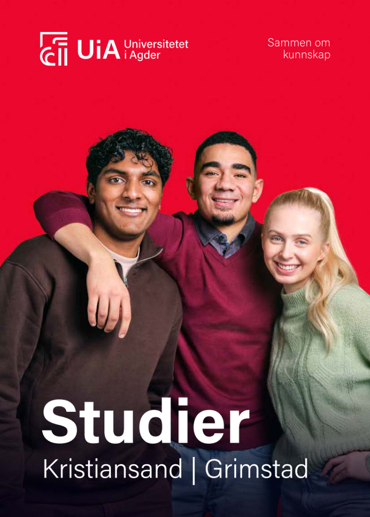 UiA Universitetet
i Agder
Sammen om
kunnskap
Studier
Kristiansand | Grimstad